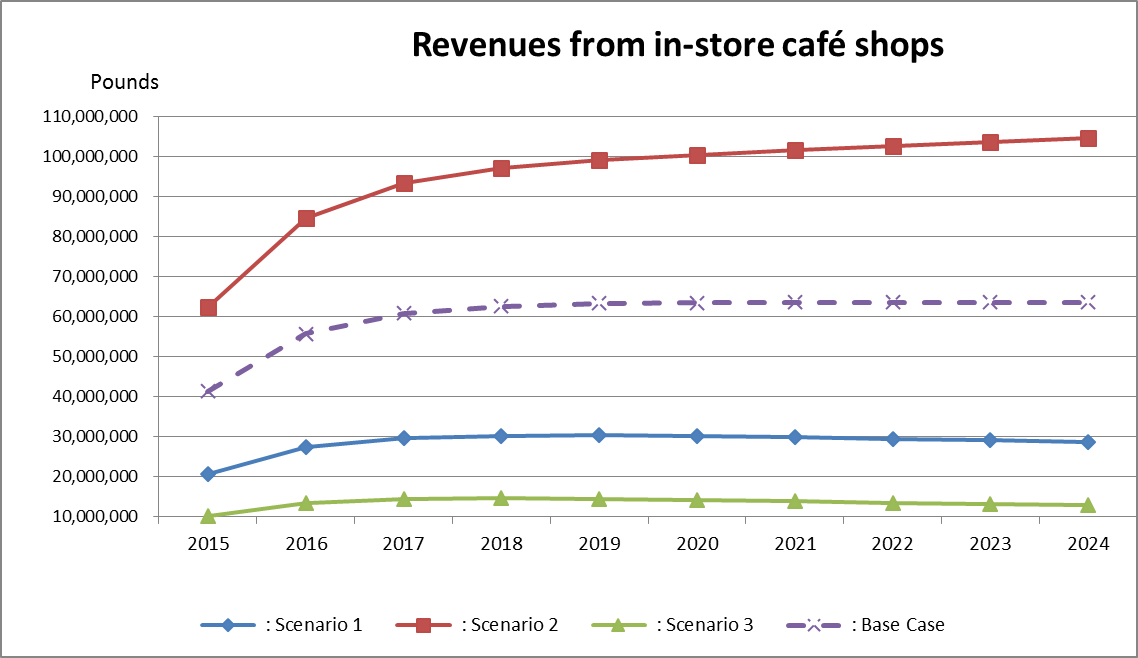 Revenues from in-store café shops
Pounds
110,000,000
100,000,000
90,000,000
80,000,000
70,000,000
60,000,000
50,000,000
40,000,000
30,000,000
20,000,000
10,000,000
2015 2016 2017 2018 2019 2020 2021 2022 2023 2024
: Scenario 1 : Scenario 2 : Scenario 3 : Base Case